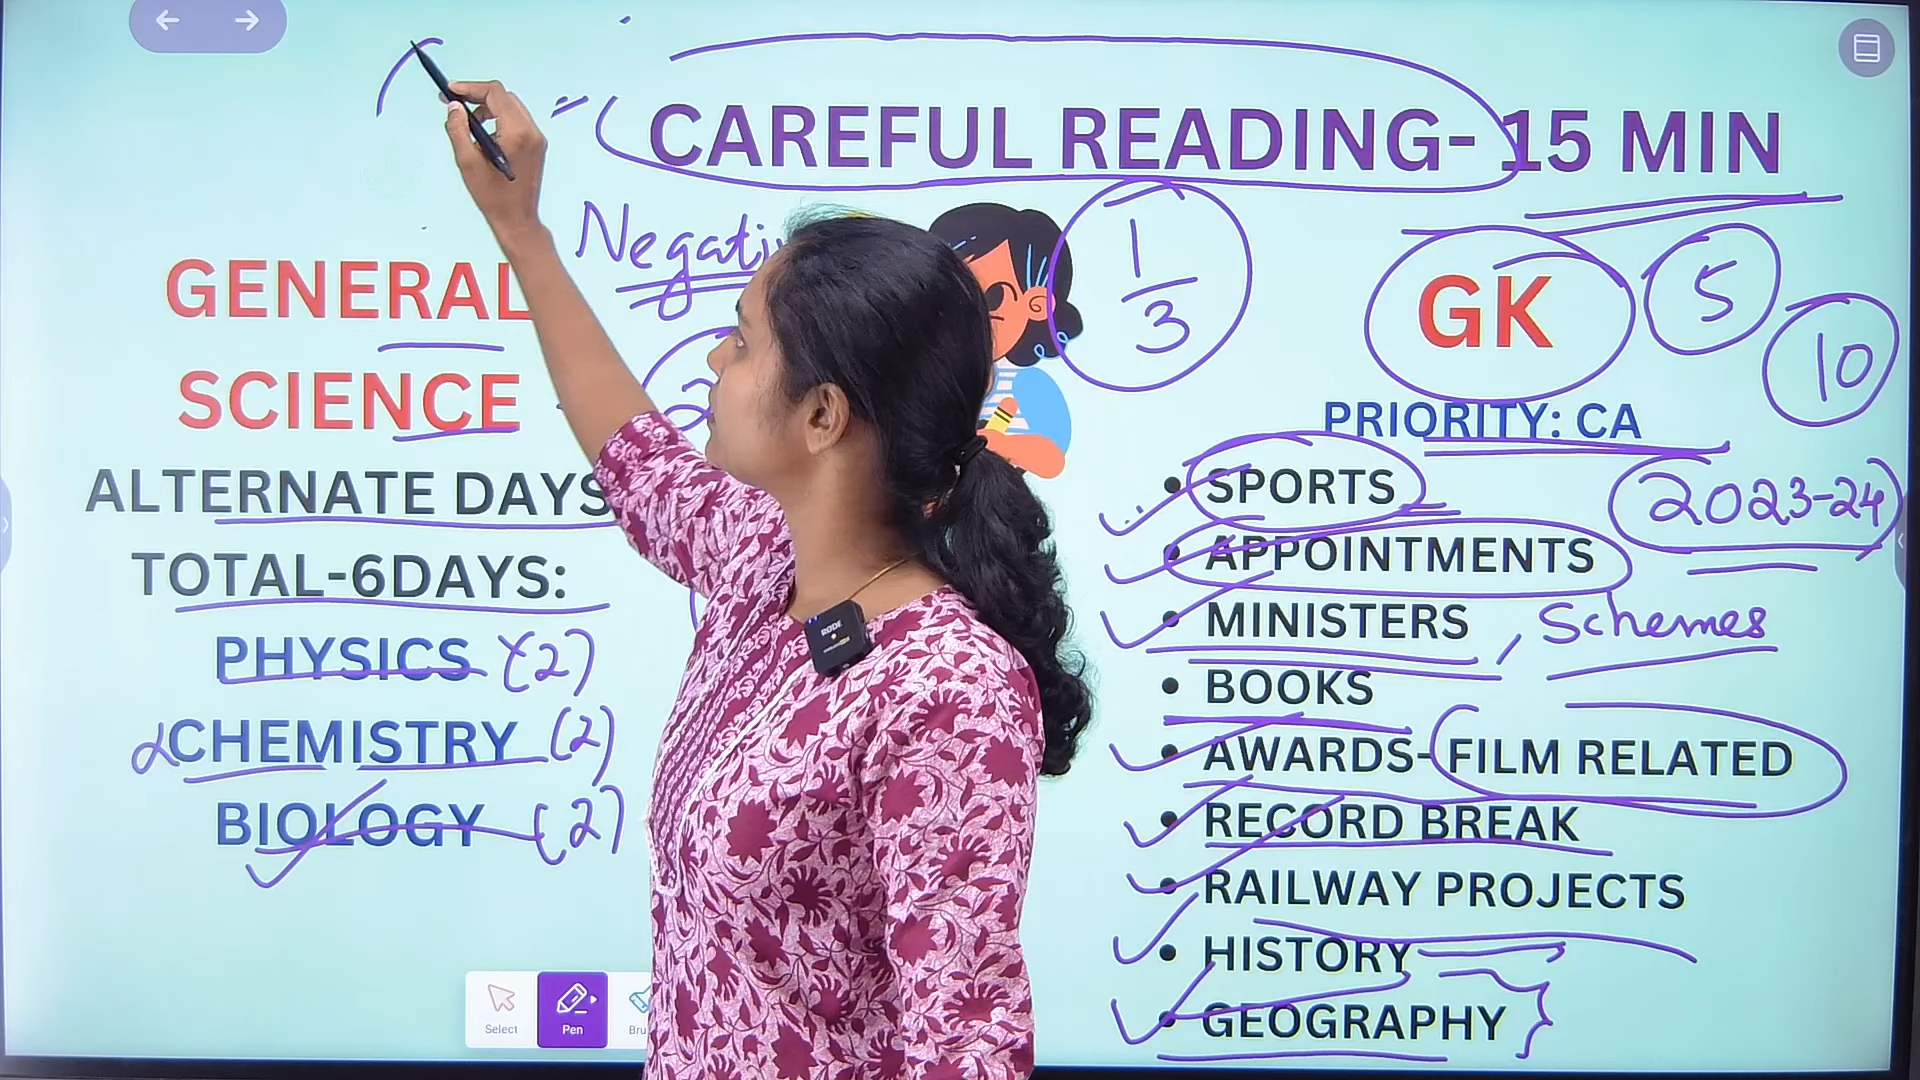 CAREFUL READING- 15 MIN
Negati
1/3
GENERAL
SCIENCE
ALTERNATE DAYS
TOTAL-6DAYS:
PHYSICS (2)
CHEMISTRY (2)
BIOLOGY (2)
GK 5
10
PRIORITY: CA
• SPORTS 2023-24
• APPOINTMENTS
• MINISTERS, Schemes
• BOOKS
• AWARDS- FILM RELATED
• RECORD BREAK
• RAILWAY PROJECTS
• HISTORY
• GEOGRAPHY
RODE
Select Pen Bru